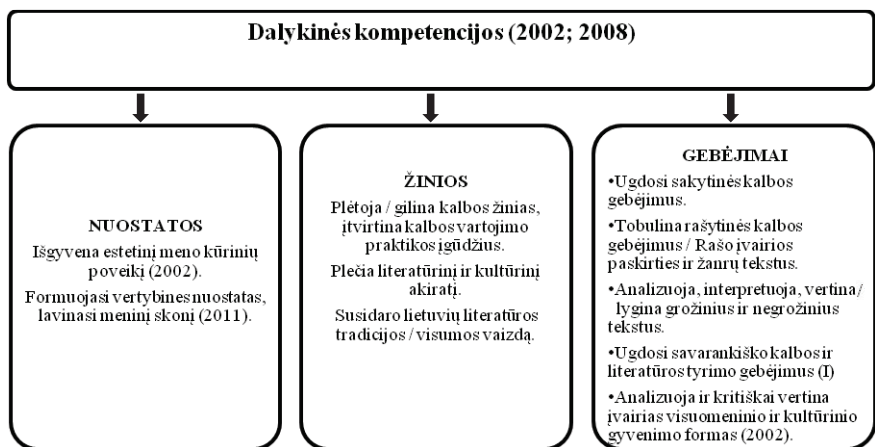 Dalykinės kompetencijos (2002; 2008)
NUOSTATOS
Išgyvena estetinį meno kūrinių
poveikį (2002).
Formuojasi vertybines nuostatas,
lavinasi meninį skonį (2011).
ŽINIOS
Plėtoja / gilina kalbos žinias,
įtvirtina kalbos vartojimo
praktikos įgūdžius.
Plečia literatūrinį ir kultūrinį
akiratį.
Susidaro lietuvių literatūros
tradicijos / visumos vaizdą.
GEBĖJIMAI
•Ugdosi sakytinės kalbos
gebėjimus.
•Tobulina rašytinės kalbos
gebėjimus / Rašo įvairios
paskirties ir žanrų tekstus.
•Analizuoja, interpretuoja, vertina/
lygina grožinius ir negrožinius
tekstus.
•Ugdosi savarankiško kalbos ir
literatūros tyrimo gebėjimus (I)
•Analizuoja ir kritiškai vertina
įvairias visuomeninio ir kultūrinio
gyvenimo formas (2002).